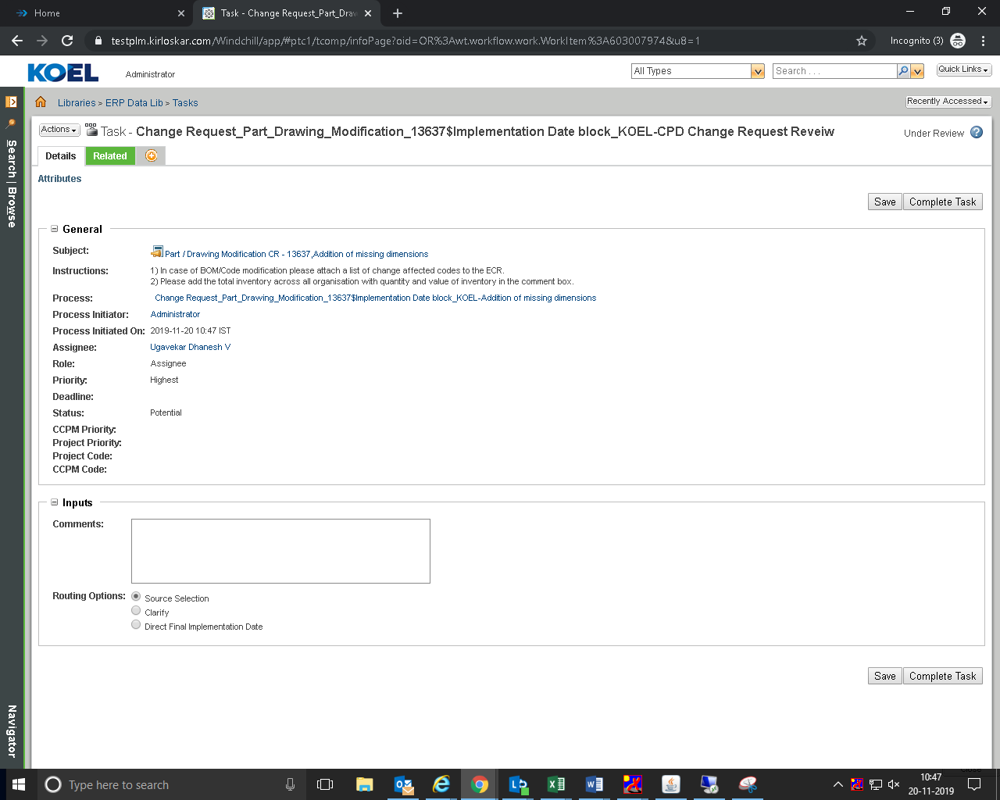 Home
Task - Change Request_Part_Drav
testplm.kirloskar.com/Windchill/app/#ptc1/tcomp/infoPage?oid=OR%3Awt.workflow.work.WorkItem%3A603007974&u8=1
Incognito (3)
KOEL
Administrator
All Types
Search . . .
Quick Links
Libraries > ERP Data Lib > Tasks
Recently Accessed
Actions
Task - Change Request_Part_Drawing_Modification_13637$Implementation Date block_KOEL-CPD Change Request Reveiw
Under Review
Details
Related
Search | Browse
Attributes
Save
Complete Task
General
Subject:
Part / Drawing Modification CR - 13637,Addition of missing dimensions
Instructions:
1) In case of BOM/Code modification please attach a list of change affected codes to the ECR.
2) Please add the total inventory across all organisation with quantity and value of inventory in the comment box.
Process:
Change Request_Part_Drawing_Modification_13637$Implementation Date block_KOEL-Addition of missing dimensions
Process Initiator:
Administrator
Process Initiated On:
2019-11-20 10:47 IST
Assignee:
Ugavekar Dhanesh V
Role:
Assignee
Priority:
Highest
Deadline:
Status:
Potential
CCPM Priority:
Project Priority:
Project Code:
CCPM Code:
Inputs
Comments:
Routing Options:
Source Selection
Clarify
Direct Final Implementation Date
Save
Complete Task
Navigator
Close
Type here to search
10:47
20-11-2019